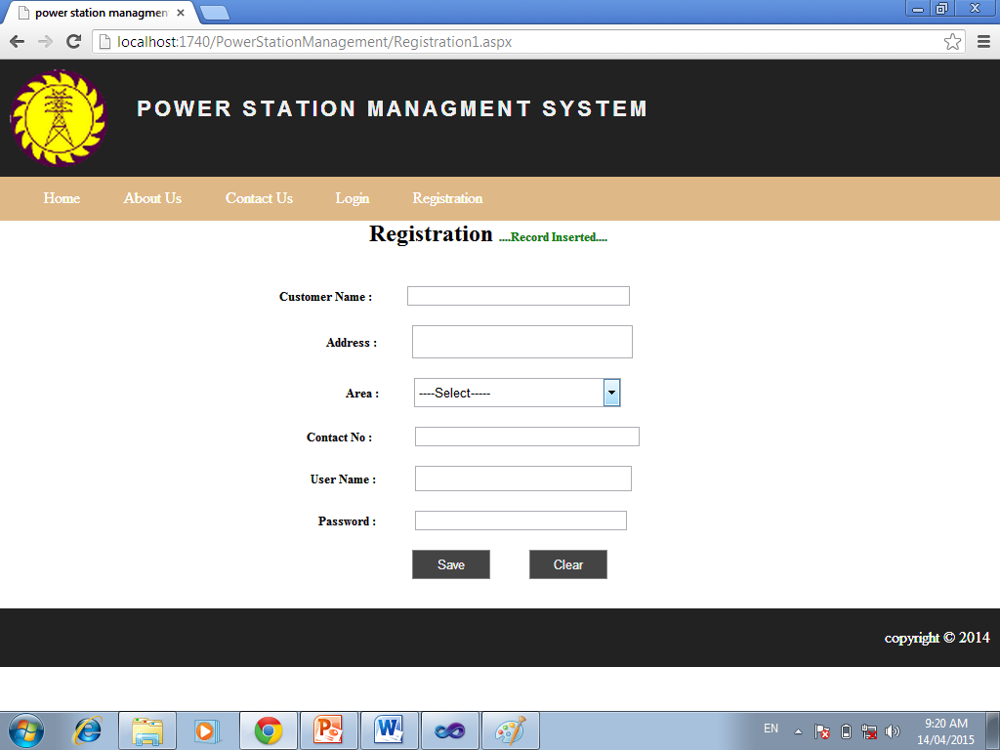 power station managmen
localhost:1740/PowerStationManagement/Registration1.aspx
POWER STATION MANAGMENT SYSTEM
Home About Us Contact Us Login Registration
Registration ....Record Inserted....
Customer Name :
Address :
Area : ----Select-----
Contact No :
User Name :
Password :
Save Clear
copyright © 2014
EN 9:20 AM
14/04/2015